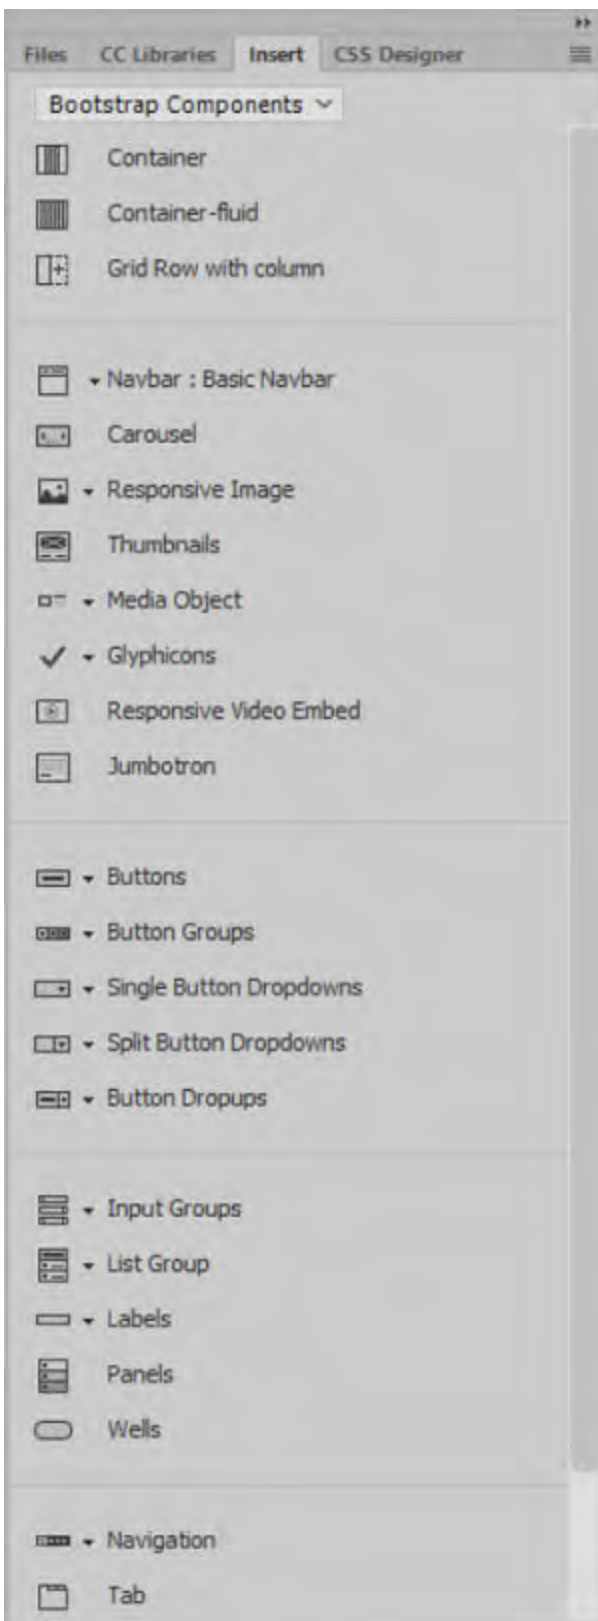 Files CC Libraries Insert CSS Designer
Bootstrap Components
Container
Container-fluid
Grid Row with column
Navbar : Basic Navbar
Carousel
Responsive Image
Thumbnails
Media Object
Glyphicons
Responsive Video Embed
Jumbotron
Buttons
Button Groups
Single Button Dropdowns
Split Button Dropdowns
Button Dropups
Input Groups
List Group
Labels
Panels
Wells
Navigation
Tab